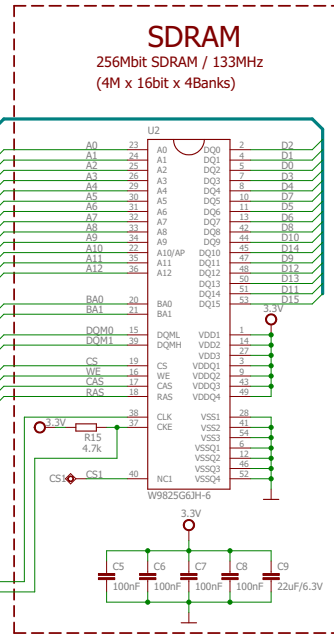 SDRAM
256Mbit SDRAM / 133MHz
(4M x 16bit x 4Banks)
U2
A0 23 A0 DQ0 2 D2
A1 24 A1 DQ1 4 D1
A2 25 A2 DQ2 5 D0
A3 26 A3 DQ3 7 D3
A4 29 A4 DQ4 8 D4
A5 30 A5 DQ5 10 D7
A6 31 A6 DQ6 11 D5
A7 32 A7 DQ7 13 D6
A8 33 A8 DQ8 42 D8
A9 34 A9 DQ9 44 D10
A10 22 A10/AP DQ10 45 D14
A11 35 A11 DQ11 47 D9
A12 36 A12 DQ12 48 D12
DQ13 50 D13
DQ14 51 D11
DQ15 53 D15
BA0 20 BA0
BA1 21 BA1
3.3V
DQM0 15 DQML VDD1 1
DQM1 39 DQMH VDD2 14
VDD3 27
CS 19 CS VDDQ1 3
WE 16 WE VDDQ2 9
CAS 17 CAS VDDQ3 43
RAS 18 RAS VDDQ4 49
38 CLK VSS1 28
3.3V 37 CKE VSS2 41
R15 VSS3 54
4.7k VSSQ1 6
VSSQ2 12
VSSQ3 46
CS1 CS1 40 NC1 VSSQ4 52
W9825G6JH-6
3.3V
C5 C6 C7 C8 C9
100nF 100nF 100nF 100nF 22uF/6.3V